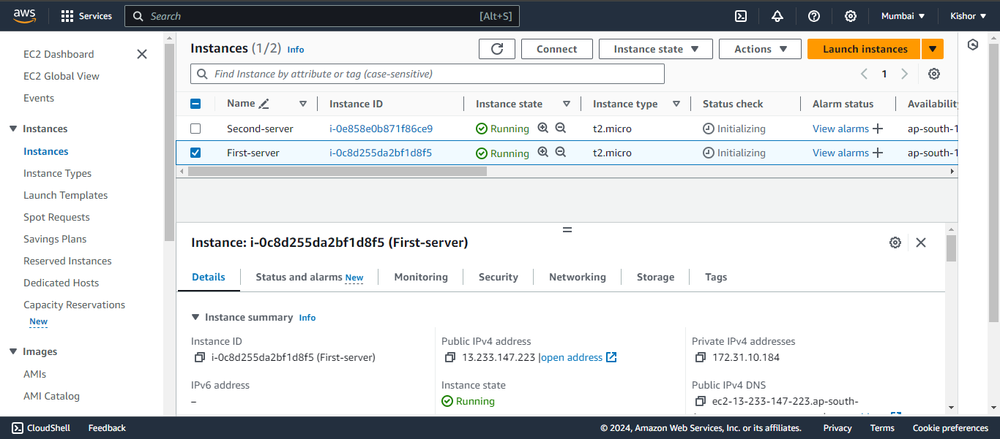 aws Services Search [Alt+S] Mumbai Kishor
EC2 Dashboard
EC2 Global View
Events
Instances
Instances
Instance Types
Launch Templates
Spot Requests
Savings Plans
Reserved Instances
Dedicated Hosts
Capacity Reservations
New
Images
AMIs
AMI Catalog
Instances (1/2) Info Connect Instance state Actions Launch instances
Find Instance by attribute or tag (case-sensitive) 1
Name Instance ID Instance state Instance type Status check Alarm status Availability
Second-server i-0e858e0b871f86ce9 Running t2.micro Initializing View alarms ap-south-1
First-server i-0c8d255da2bf1d8f5 Running t2.micro Initializing View alarms ap-south-1
Instance: i-0c8d255da2bf1d8f5 (First-server)
Details Status and alarms New Monitoring Security Networking Storage Tags
Instance summary Info
Instance ID Public IPv4 address Private IPv4 addresses
i-0c8d255da2bf1d8f5 (First-server) 13.233.147.223 |open address 172.31.10.184
IPv6 address Instance state Public IPv4 DNS
– Running ec2-13-233-147-223.ap-south-
CloudShell Feedback © 2024, Amazon Web Services, Inc. or its affiliates. Privacy Terms Cookie preferences